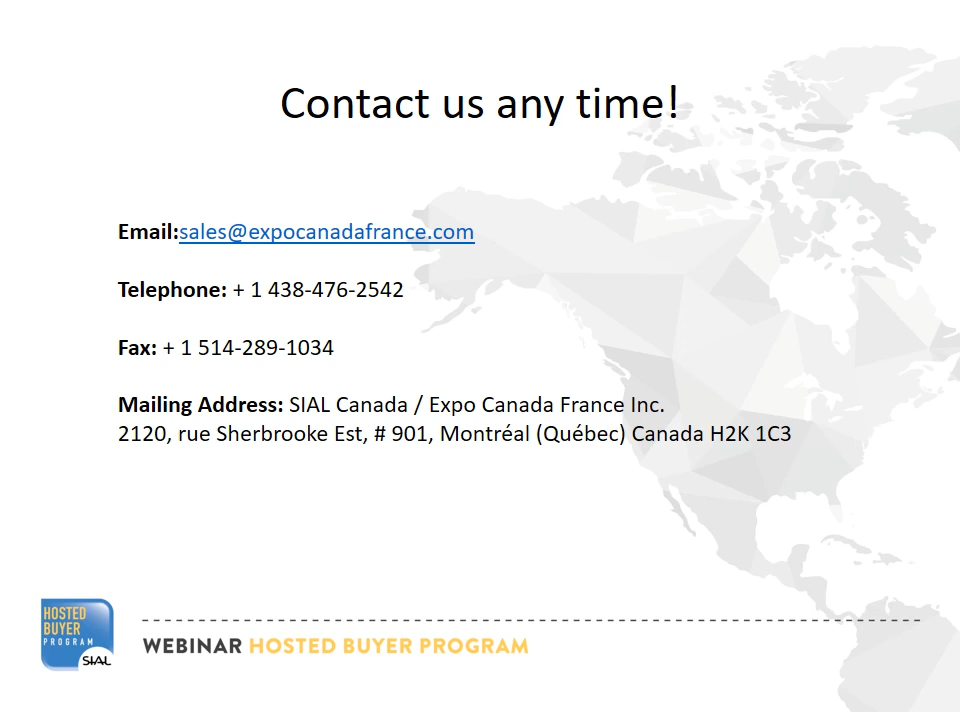 Contact us any time!
Email:sales@expocanadafrance.com
Telephone: + 1 438-476-2542
Fax: + 1 514-289-1034
Mailing Address: SIAL Canada / Expo Canada France Inc.
2120, rue Sherbrooke Est, # 901, Montréal (Québec) Canada H2K 1C3
HOSTED
BUYER
PROGRAM
SIAL
WEBINAR HOSTED BUYER PROGRAM